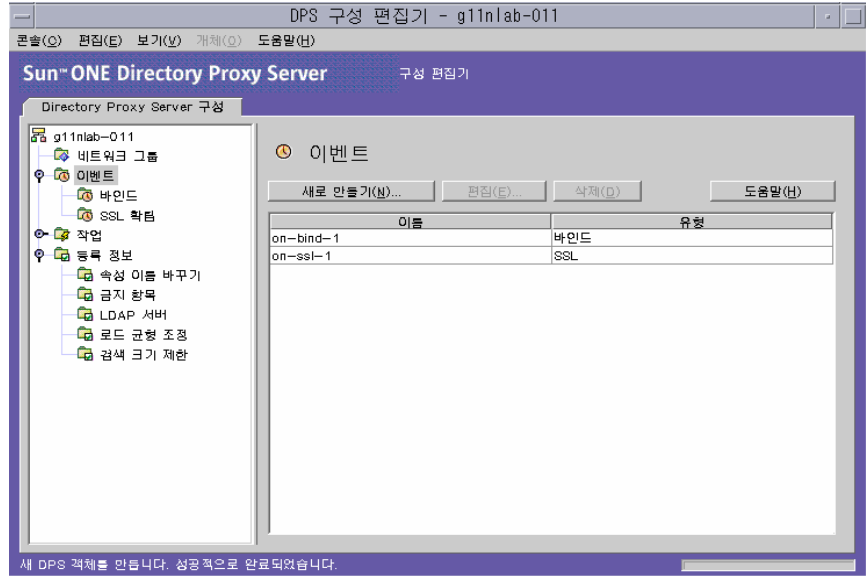 DPS 구성 편집기 - g11nlab-011
콘솔(C) 편집(E) 보기(V) 개체(O) 도움말(H)
Sun™ ONE Directory Proxy Server 구성 편집기
Directory Proxy Server 구성
g11nlab-011
네트워크 그룹
이벤트
바인드
SSL 확립
작업
등록 정보
속성 이름 바꾸기
금지 항목
LDAP 서버
로드 균형 조정
검색 크기 제한
이벤트
새로 만들기(N)... 편집(E)... 삭제(D) 도움말(H)
이름 유형
on-bind-1 바인드
on-ssl-1 SSL
새 DPS 객체를 만듭니다. 성공적으로 완료되었습니다.